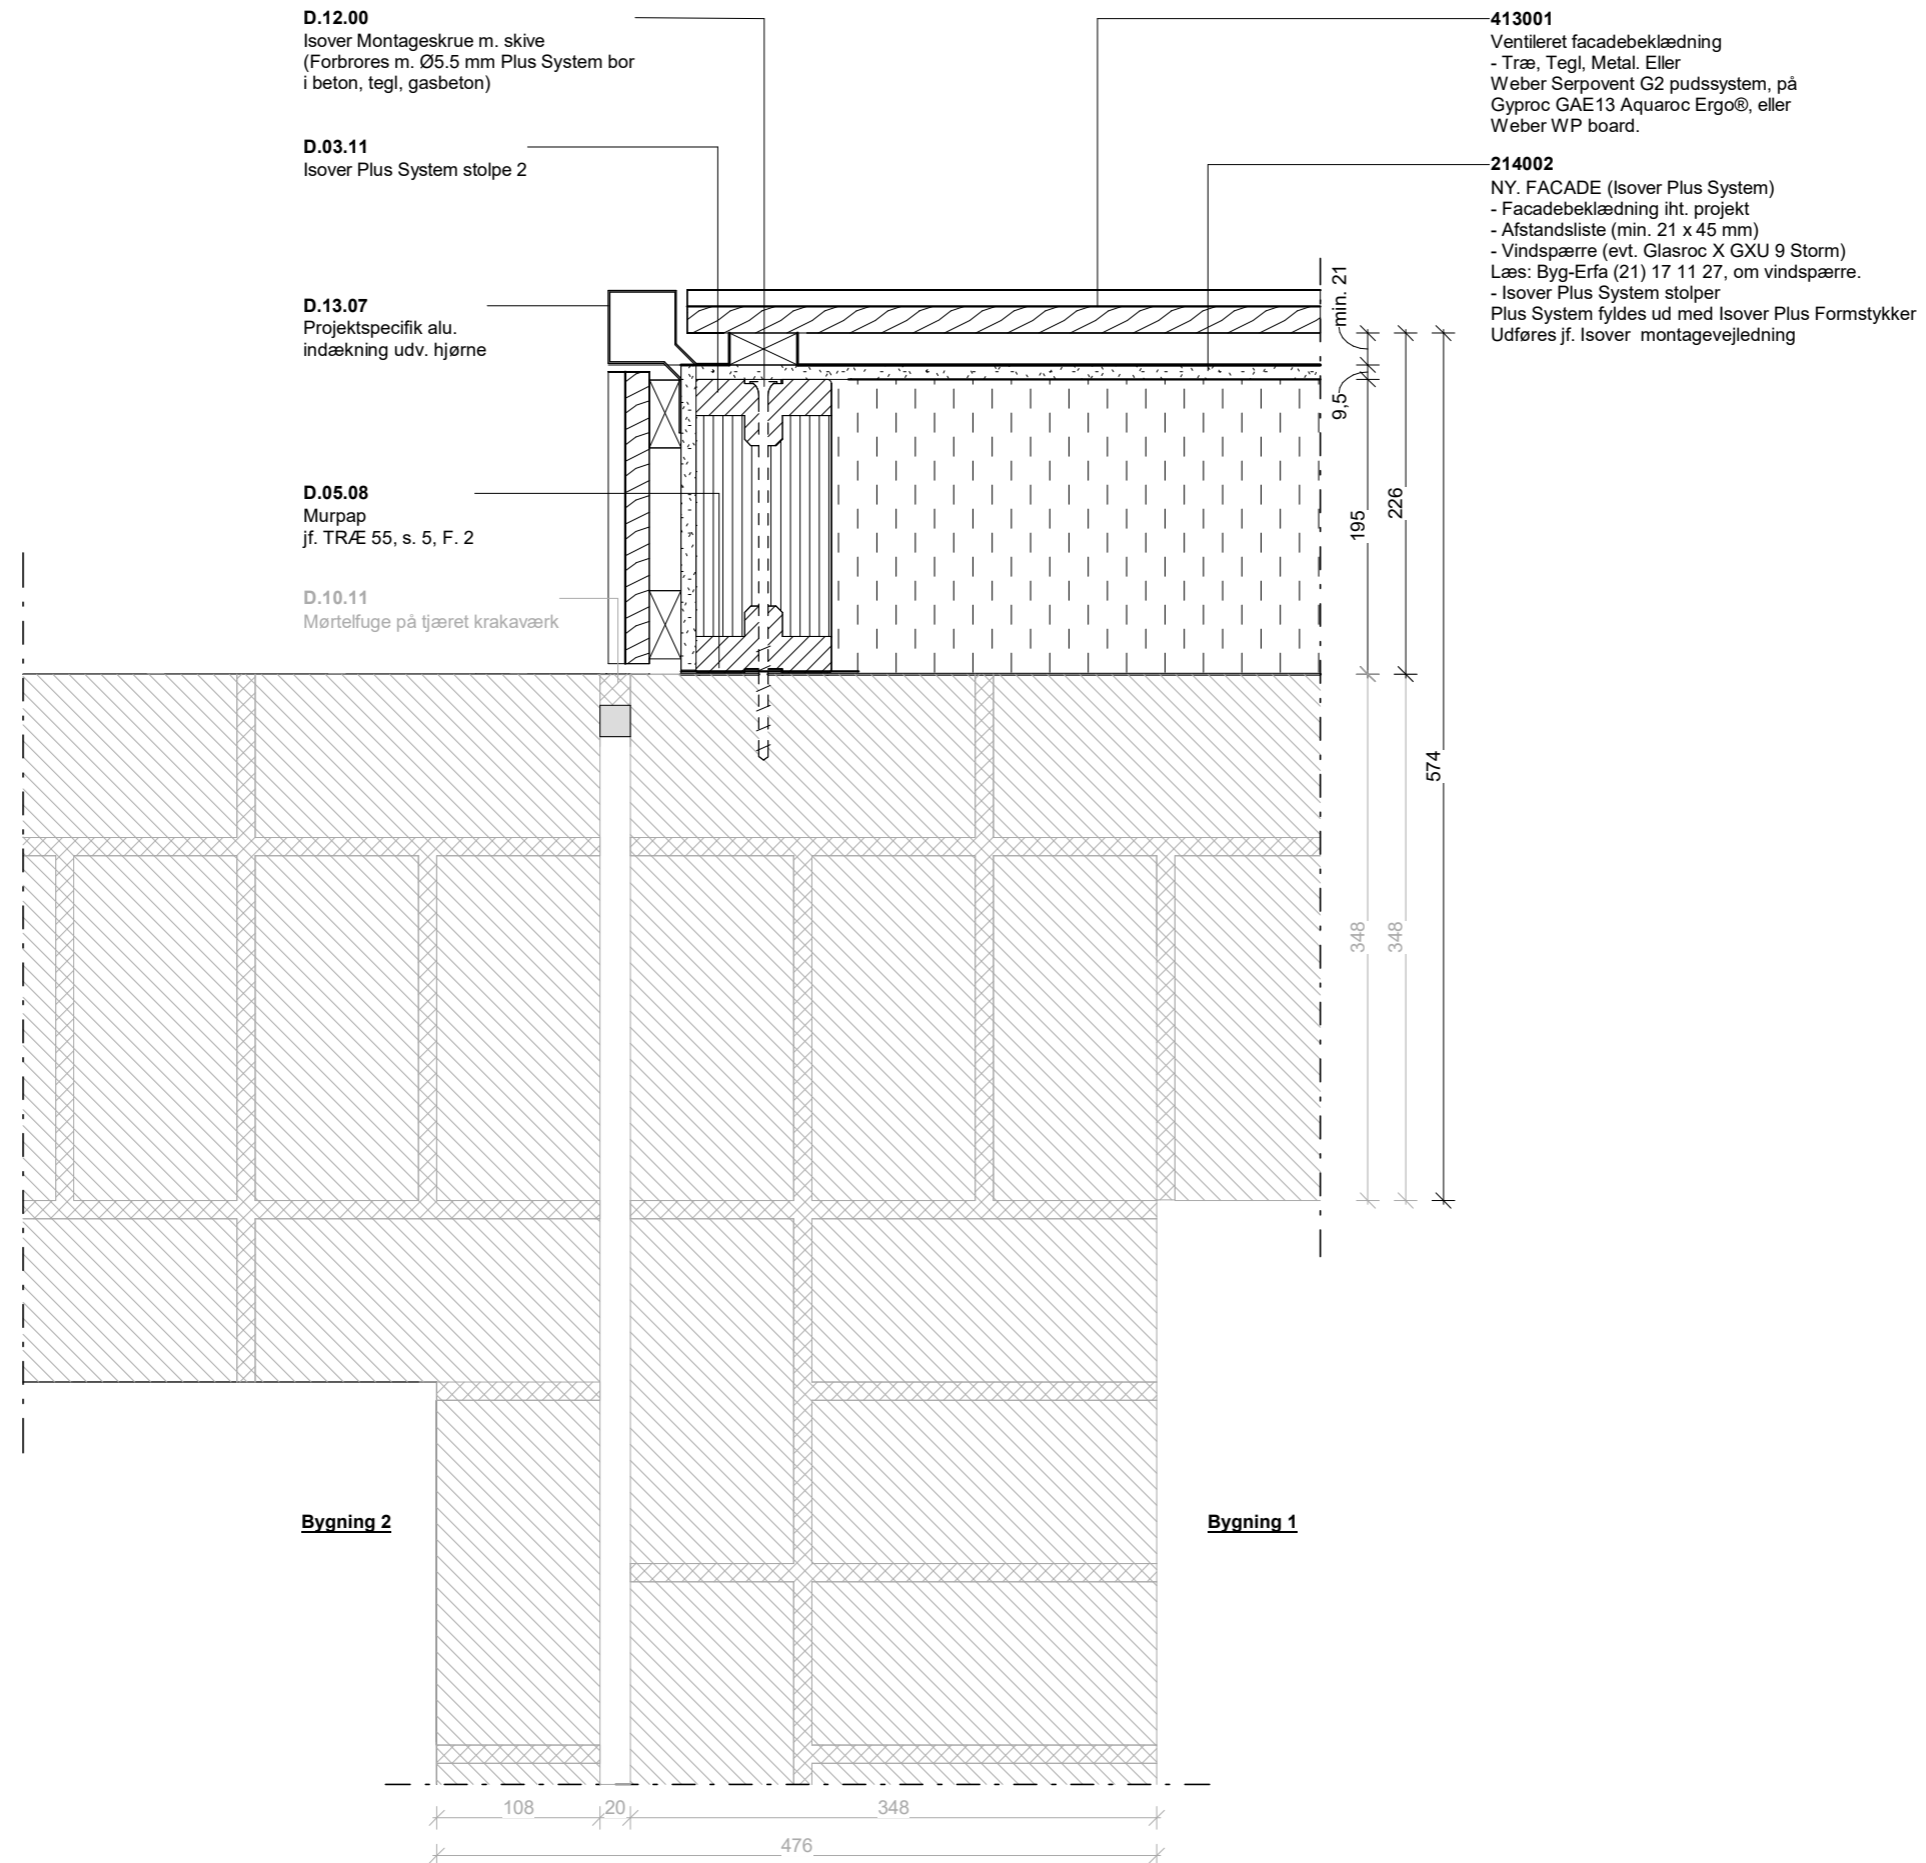 D.12.00
Isover Montageskrue m. skive
(Forbrores m. Ø5.5 mm Plus System bor
i beton, tegl, gasbeton)
D.03.11
Isover Plus System stolpe 2
D.13.07
Projektspecifik alu.
indækning udv. hjørne
D.05.08
Murpap
jf. TRÆ 55, s. 5, F. 2
D.10.11
Mørtelfuge på tjæret krakaværk
413001
Ventileret facadebeklædning
- Træ, Tegl, Metal. Eller
Weber Serpovent G2 pudssystem, på
Gyproc GAE13 Aquaroc Ergo®, eller
Weber WP board.
214002
NY. FACADE (Isover Plus System)
- Facadebeklædning iht. projekt
- Afstandsliste (min. 21 x 45 mm)
- Vindspærre (evt. Glasroc X GXU 9 Storm)
Læs: Byg-Erfa (21) 17 11 27, om vindspærre.
- Isover Plus System stolper
Plus System fyldes ud med Isover Plus Formstykker
Udføres jf. Isover  montagevejledning
min. 21
9,5
195
226
574
348
348
Bygning 2
Bygning 1
108
20
348
476